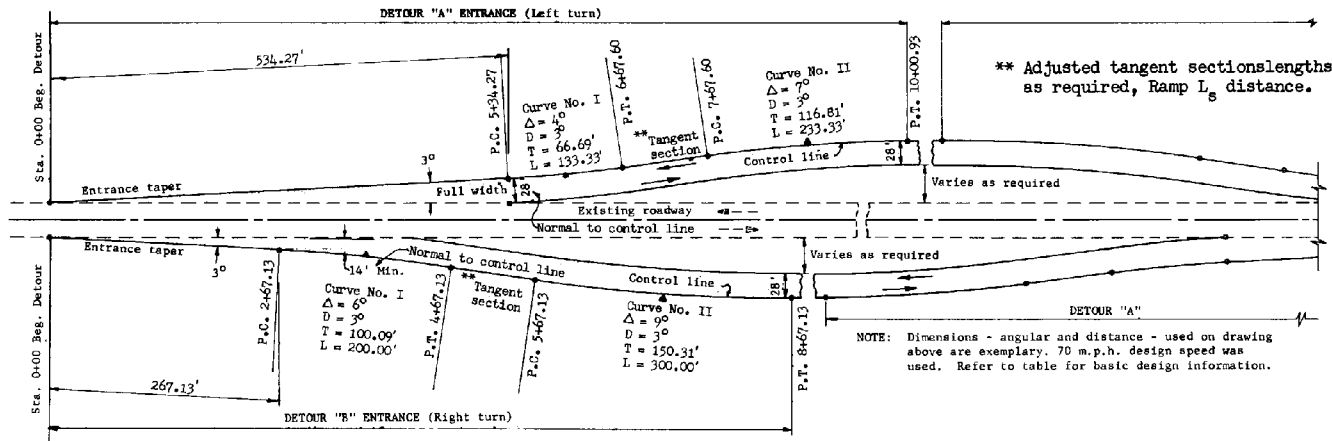 DETOUR "A" ENTRANCE (Left turn)
Sta. 0+00 Beg. Detour
534.27'
P.C. 5+34.27
Curve No. I
Δ = 4°
D = 3°
T = 66.69'
L = 133.33'
P.T. 6+67.60
**Tangent
section
P.C. 7+67.60
Curve No. II
Δ = 7°
D = 3°
T = 116.81'
L = 233.33'
P.T. 10+00.93
** Adjusted tangent sectionslengths
as required, Ramp Ls distance.
3°
Entrance taper
Full width
28'
Control line
28'
Varies as required
Existing roadway
Normal to control line
Entrance taper
3°
14' Min.
Normal to control line
** Tangent
section
Control line
28'
Varies as required
Sta. 0+00 Beg. Detour
P.C. 2+67.13
Curve No. I
Δ = 6°
D = 3°
T = 100.09'
L = 200.00'
P.T. 4+67.13
P.C. 5+67.13
Curve No. II
Δ = 9°
D = 3°
T = 150.31'
L = 300.00'
P.T. 8+67.13
DETOUR "A"
NOTE: Dimensions - angular and distance - used on drawing
above are exemplary. 70 m.p.h. design speed was
used. Refer to table for basic design information.
267.13'
DETOUR "B" ENTRANCE (Right turn)